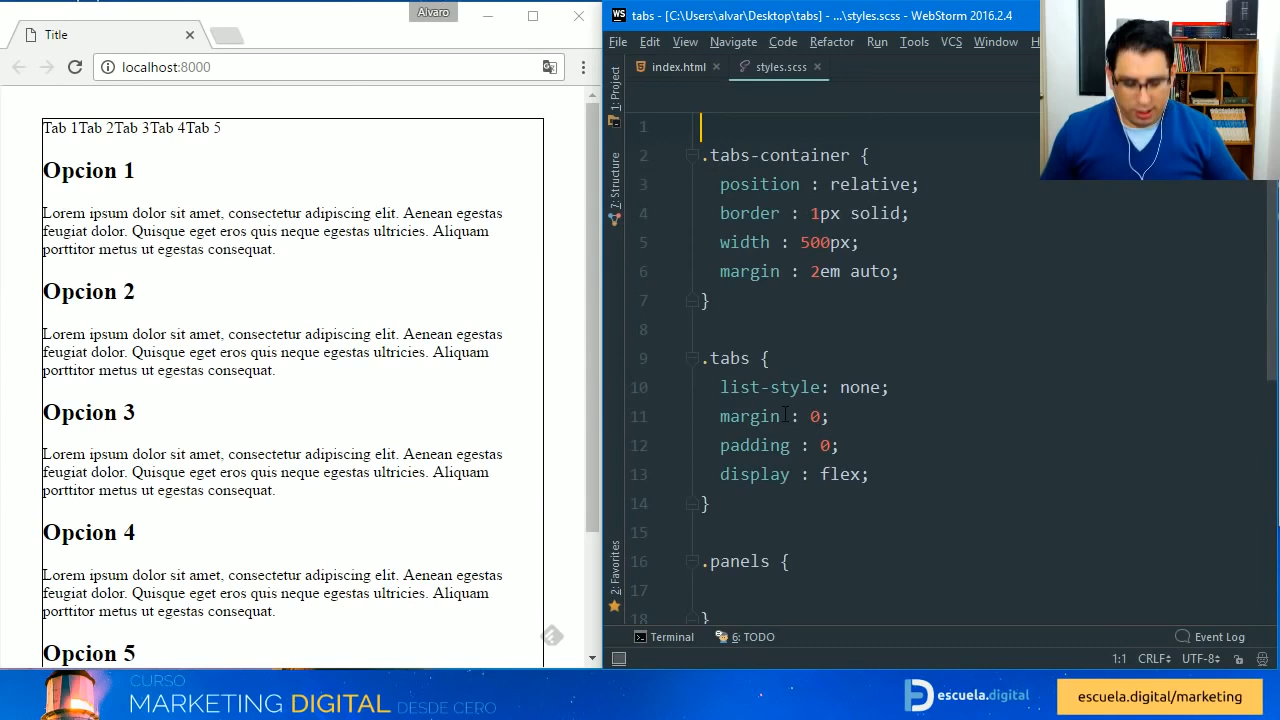 Alvaro
Title
localhost:8000
Tab 1Tab 2Tab 3Tab 4Tab 5
Opcion 1
Lorem ipsum dolor sit amet, consectetur adipiscing elit. Aenean egestas
feugiat dolor. Quisque eget eros quis neque egestas ultricies. Aliquam
porttitor metus ut egestas consequat.
Opcion 2
Lorem ipsum dolor sit amet, consectetur adipiscing elit. Aenean egestas
feugiat dolor. Quisque eget eros quis neque egestas ultricies. Aliquam
porttitor metus ut egestas consequat.
Opcion 3
Lorem ipsum dolor sit amet, consectetur adipiscing elit. Aenean egestas
feugiat dolor. Quisque eget eros quis neque egestas ultricies. Aliquam
porttitor metus ut egestas consequat.
Opcion 4
Lorem ipsum dolor sit amet, consectetur adipiscing elit. Aenean egestas
feugiat dolor. Quisque eget eros quis neque egestas ultricies. Aliquam
porttitor metus ut egestas consequat.
Opcion 5
WS tabs - [C:\Users\alvar\Desktop\tabs] - ...\styles.scss - WebStorm 2016.2.4
File Edit View Navigate Code Refactor Run Tools VCS Window H
index.html styles.scss
1: Project
7: Structure
2: Favorites
1
2 .tabs-container {
3 position : relative;
4 border : 1px solid;
5 width : 500px;
6 margin : 2em auto;
7 }
8
9 .tabs {
10 list-style: none;
11 margin : 0;
12 padding : 0;
13 display : flex;
14 }
15
16 .panels {
17
18 }
Terminal 6: TODO Event Log
1:1 CRLF UTF-8
CURSO
MARKETING DIGITAL DESDE CERO
escuela.digital
escuela.digital/marketing